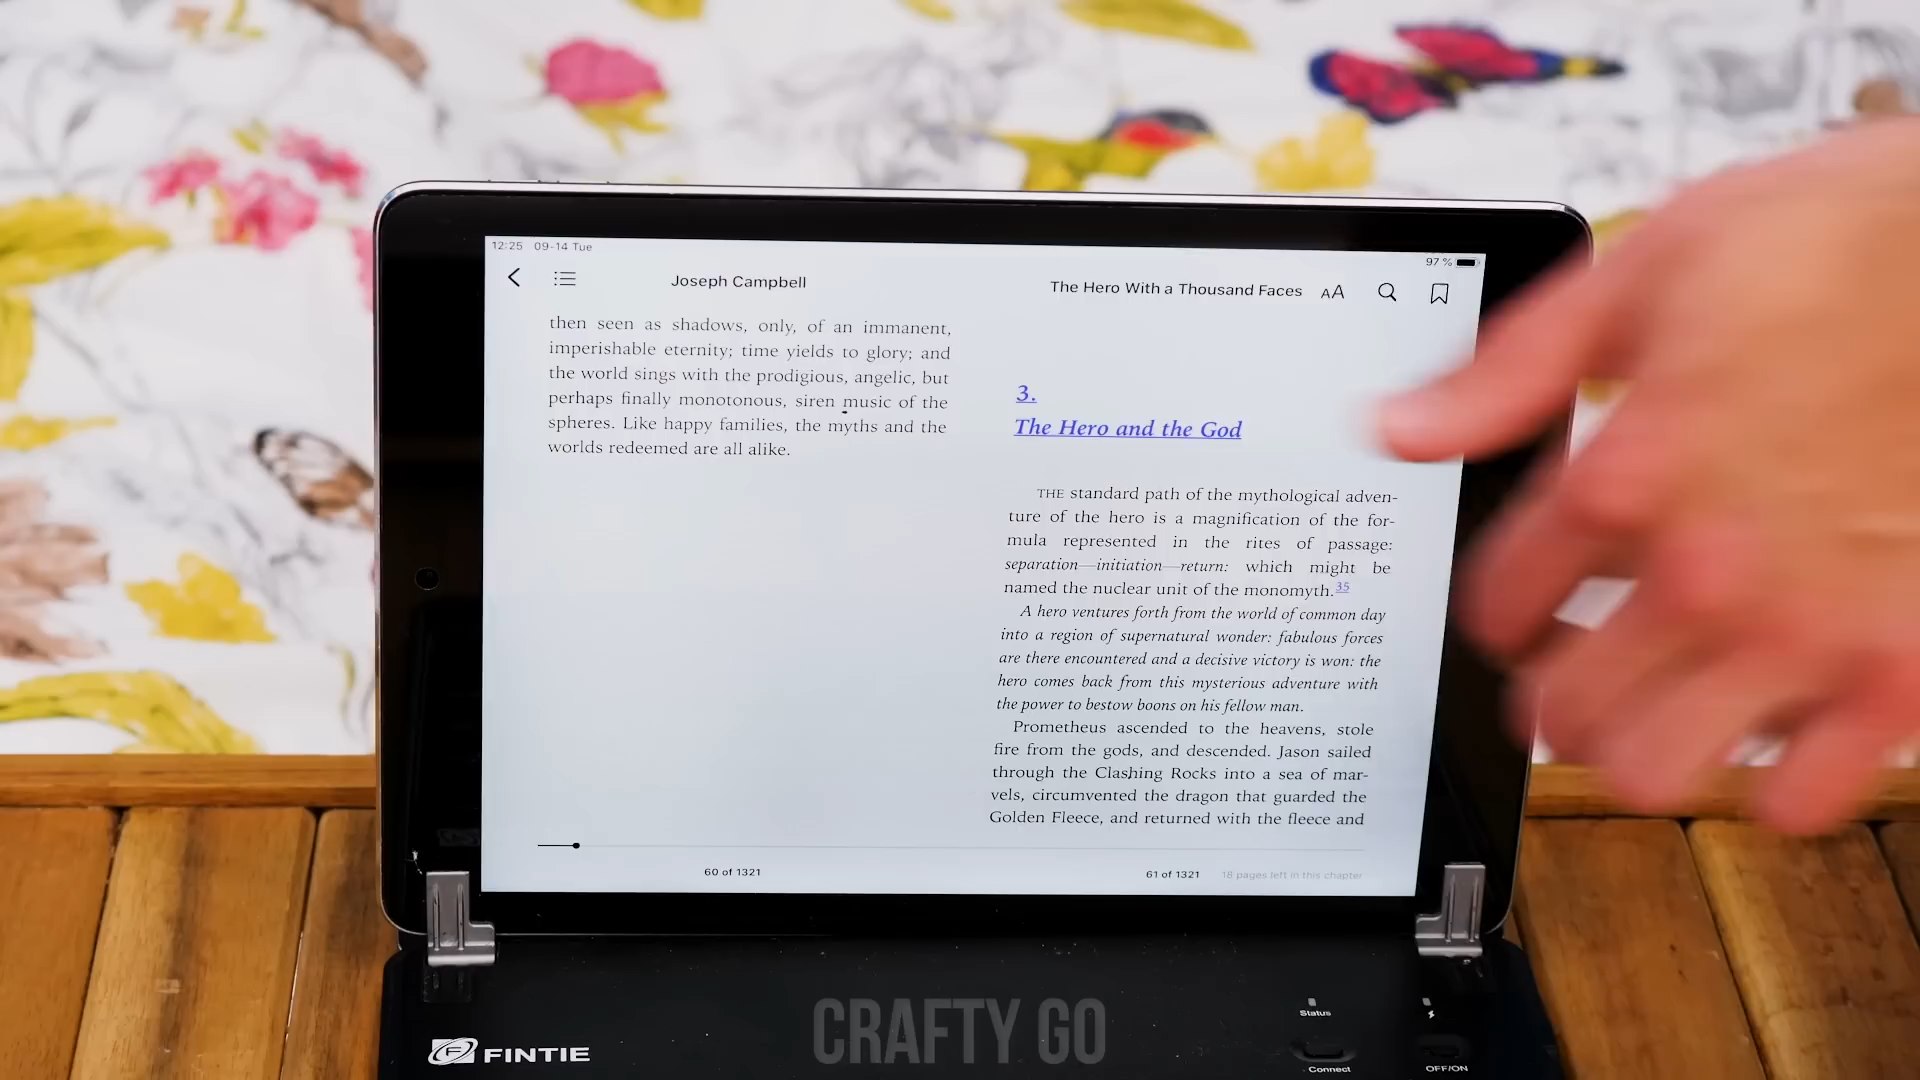 12:25 09-14 Tue
97 %
Joseph Campbell
The Hero With a Thousand Faces
AA
then seen as shadows, only, of an immanent,
imperishable eternity; time yields to glory; and
the world sings with the prodigious, angelic, but
perhaps finally monotonous, siren music of the
spheres. Like happy families, the myths and the
worlds redeemed are all alike.
3.
The Hero and the God
THE standard path of the mythological adven-
ture of the hero is a magnification of the for-
mula represented in the rites of passage:
separation—initiation—return: which might be
named the nuclear unit of the monomyth.35
A hero ventures forth from the world of common day
into a region of supernatural wonder: fabulous forces
are there encountered and a decisive victory is won: the
hero comes back from this mysterious adventure with
the power to bestow boons on his fellow man.
Prometheus ascended to the heavens, stole
fire from the gods, and descended. Jason sailed
through the Clashing Rocks into a sea of mar-
vels, circumvented the dragon that guarded the
Golden Fleece, and returned with the fleece and
60 of 1321
61 of 1321 18 pages left in this chapter
Status
FINTIE
CRAFTY GO
Connect
OFF/ON